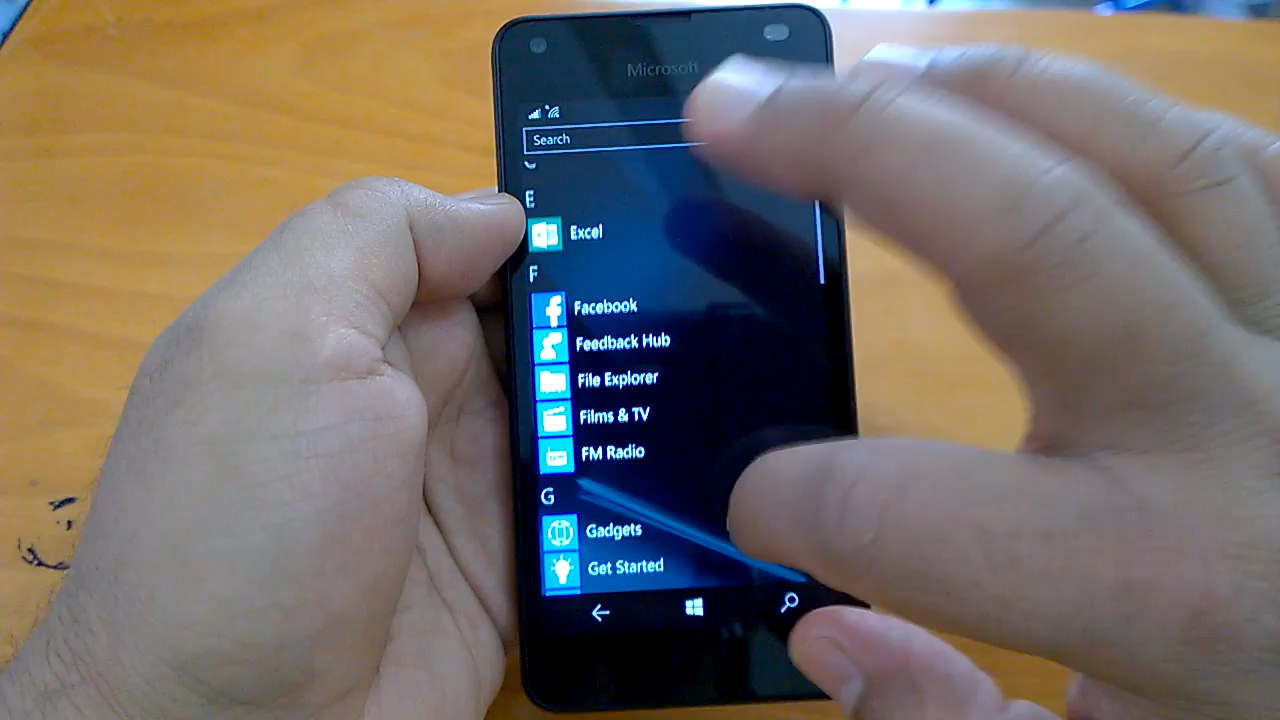 Microsoft
Search
E
Excel
F
Facebook
Feedback Hub
File Explorer
Films & TV
FM Radio
G
Gadgets
Get Started